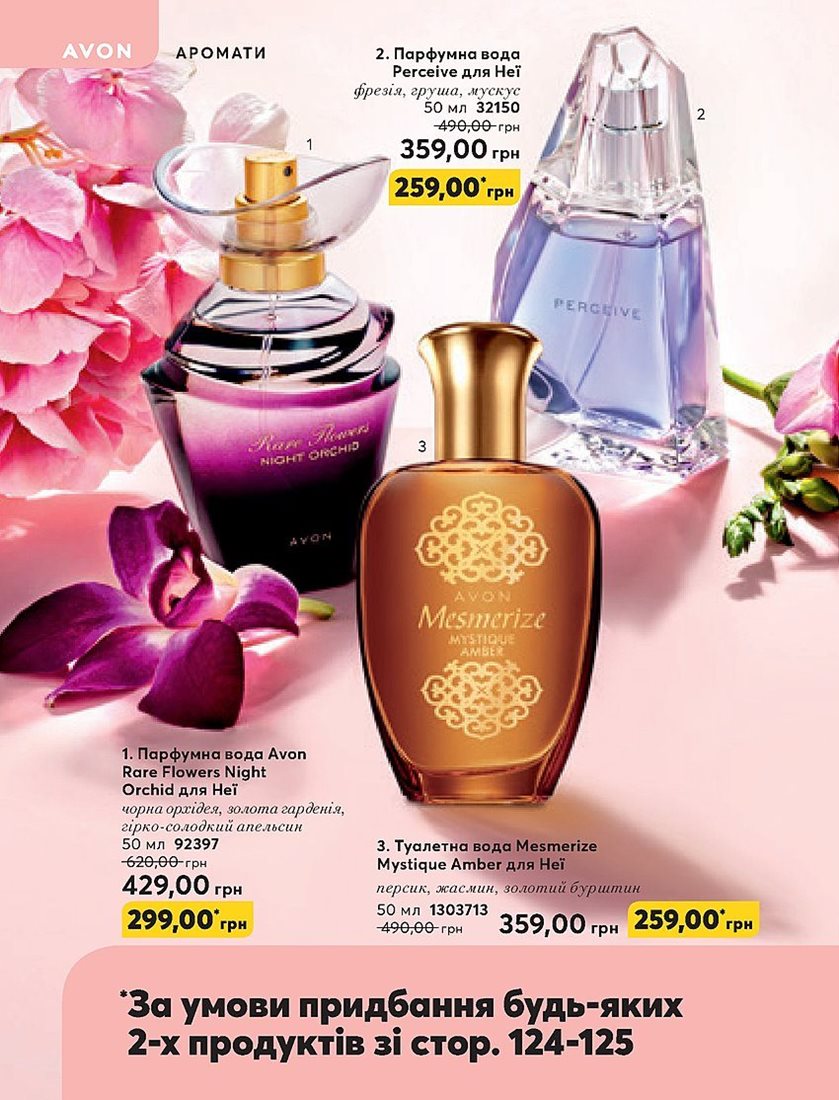 AVON
АРОМАТИ
2. Парфумна вода
Perceive для Неї
фрезія, груша, мускус
50 мл 32150
490,00 грн
359,00 грн
259,00* грн
1
2
PERCEIVE
Rare Flowers
NIGHT ORCHID
AVON
3
AVON
Mesmerize
MYSTIQUE
AMBER
1. Парфумна вода Avon
Rare Flowers Night
Orchid для Неї
чорна орхідея, золота гарденія,
гірко-солодкий апельсин
50 мл 92397
620,00 грн
429,00 грн
299,00* грн
3. Туалетна вода Mesmerize
Mystique Amber для Неї
персик, жасмин, золотий бурштин
50 мл 1303713
490,00 грн
359,00 грн
259,00* грн
*За умови придбання будь-яких
2-х продуктів зі стор. 124-125